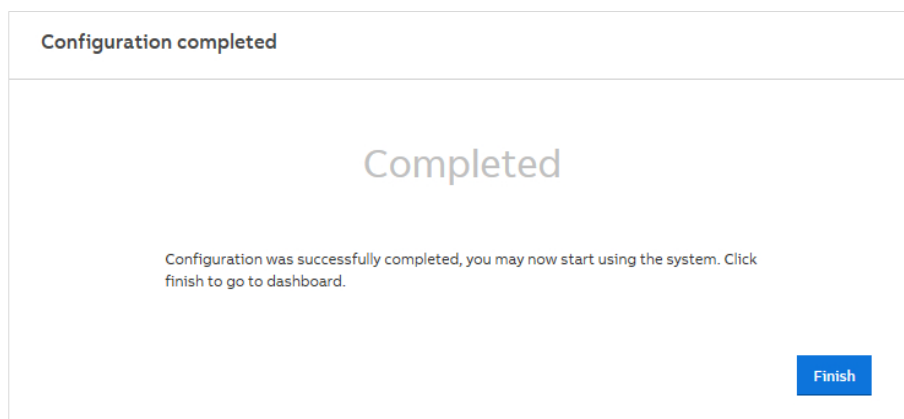 Configuration completed
Completed
Configuration was successfully completed, you may now start using the system. Click
finish to go to dashboard.
Finish